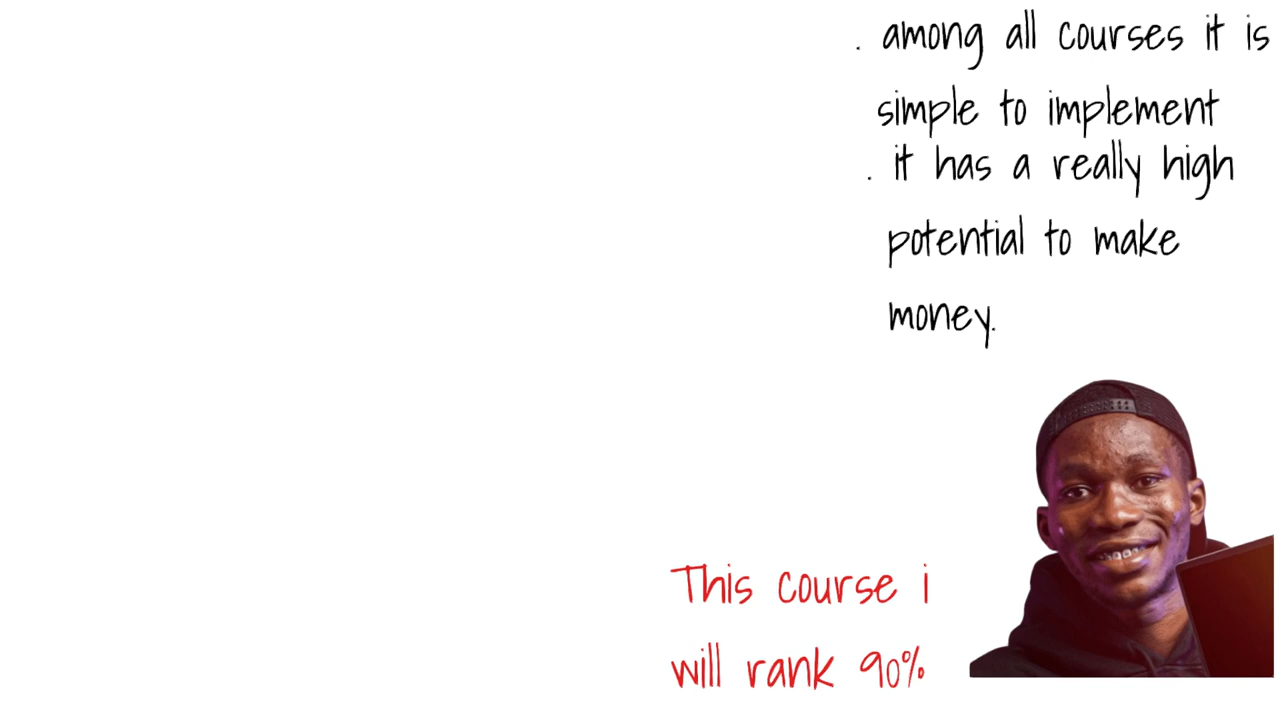 . among all courses it is
simple to implement
. it has a really high
potential to make
money.
This course i
will rank 90%